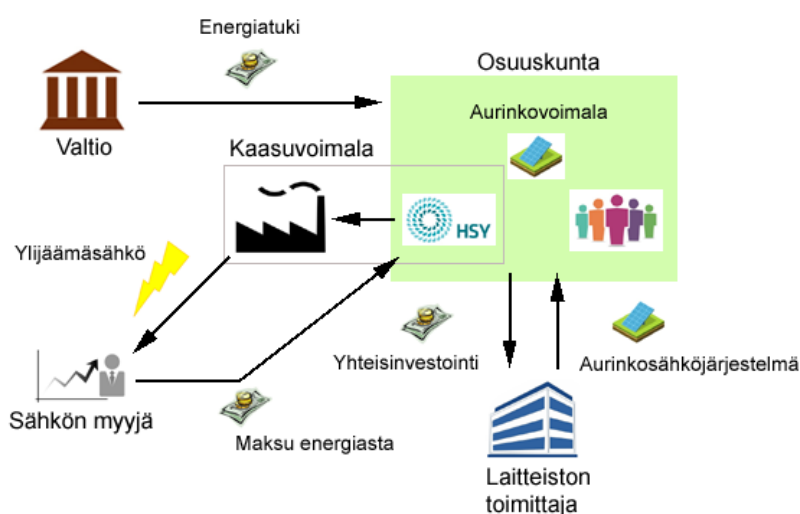 Energiatuki
Osuuskunta
Valtio
Aurinkovoimala
Kaasuvoimala
HSY
Ylijäämäsähkö
Yhteisinvestointi
Aurinkosähköjärjestelmä
Sähkön myyjä
Maksu energiasta
Laitteiston
toimittaja